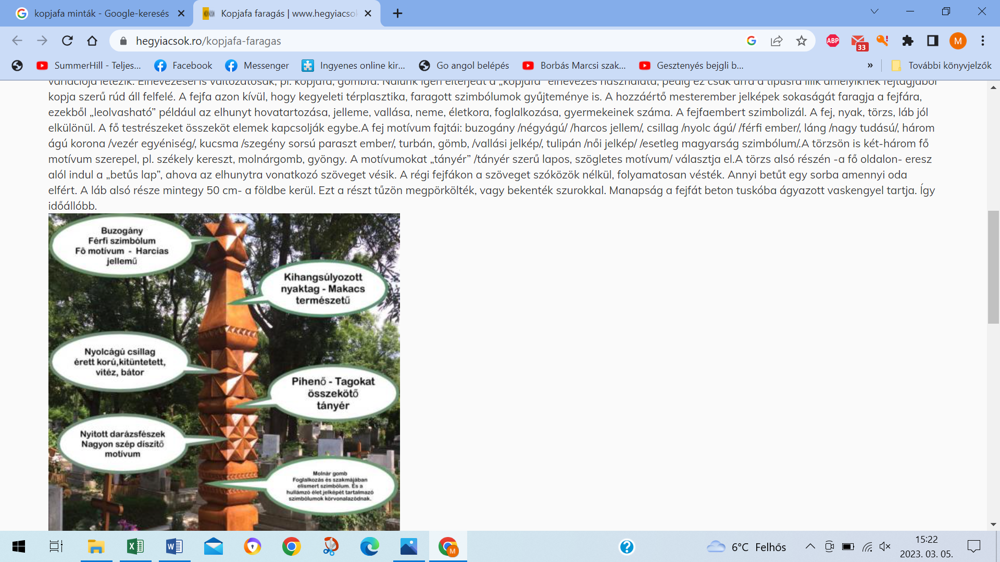 kopjafa minták - Google-keresés
Kopjafa faragás | www.hegyiacsok
hegyiacsok.ro/kopjafa-faragas
ABP
33
M
SummerHill - Teljes...
Facebook
Messenger
Ingyenes online kir...
Go angol belépés
Borbás Marcsi szak...
Gesztenyés bejgli b...
»
További könyvjelzők
variációja létezik. Elnevezései is változatosak, pl. kopjafa, gombfa. Nálunk igen elterjedt a „kopjafa” elnevezés használata, pedig ez csak arra a típusra illik amelyiknek fejtagjából
kopja szerű rúd áll felfelé. A fejfa azon kívül, hogy kegyeleti térplasztika, faragott szimbólumok gyűjteménye is. A hozzáértő mesterember jelképek sokaságát faragja a fejfára,
ezekből „leolvasható” például az elhunyt hovatartozása, jelleme, vallása, neme, életkora, foglalkozása, gyermekeinek száma. A fejfaembert szimbolizál. A fej, nyak, törzs, láb jól
elkülönül. A fő testrészeket összeköt elemek kapcsolják egybe.A fej motívum fajtái: buzogány /négyágú/ /harcos jellem/, csillag /nyolc ágú/ /férfi ember/, láng /nagy tudású/, három
ágú korona /vezér egyéniség/, kucsma /szegény sorsú paraszt ember/, turbán, gömb, /vallási jelkép/, tulipán /női jelkép/ /esetleg magyarság szimbólum/.A törzsön is két-három fő
motívum szerepel, pl. székely kereszt, molnárgomb, gyöngy. A motívumokat „tányér” /tányér szerű lapos, szögletes motívum/ választja el.A törzs alsó részén -a fő oldalon- eresz
alól indul a „betűs lap”, ahova az elhunytra vonatkozó szöveget vésik. A régi fejfákon a szöveget szóközök nélkül, folyamatosan vésték. Annyi betűt egy sorba amennyi oda
elfért. A láb alsó része mintegy 50 cm- a földbe kerül. Ezt a részt tűzön megpörkölték, vagy bekenték szurokkal. Manapság a fejfát beton tuskóba ágyazott vaskengyel tartja. Így
időállóbb.
Buzogány
Férfi szimbólum
Fô motívum - Harcias
jellemű
Kihangsúlyozott
nyaktag - Makacs
természetű
Nyolcágú csillag
érett korú,kitüntetett,
vitéz, bátor
Pihenő - Tagokat
összekötő
tányér
Nyitott darázsfészek
Nagyon szép díszítő
motívum
Molnár gomb
Foglalkozás és szakmájában
elismert szimbólum. És a
hullámzó élet jelképét tartalmazó
szimbólumok körvonalazódnak.
6°C Felhős
15:22
2023. 03. 05.